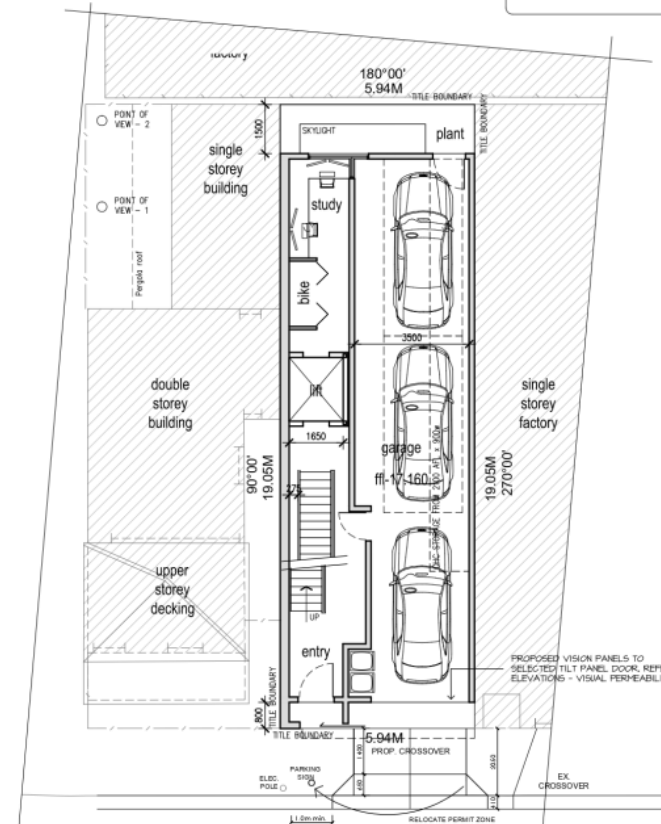 factory
180°00'
5.94M
TITLE BOUNDARY
TITLE BOUNDARY
POINT OF
VIEW - 2
1500
SKYLIGHT
plant
single
storey
building
POINT OF
VIEW - 1
study
Pergola roof
bike
3500
double
storey
building
lift
single
storey
factory
1650
garage
90°00'
19.05M
275
ffl-17-160
19.05M
270°00'
upper
storey
decking
UP
entry
PROPOSED VISION PANELS TO
SELECTED TILT PANEL DOOR, REF
ELEVATIONS - VISUAL PERMEABILI
TITLE BOUNDARY
800
TITLE BOUNDARY
5.94M
PROP. CROSSOVER
PARKING
SIGN
ELEC.
POLE
EX.
CROSSOVER
1.0m min.
RELOCATE PERMIT ZONE